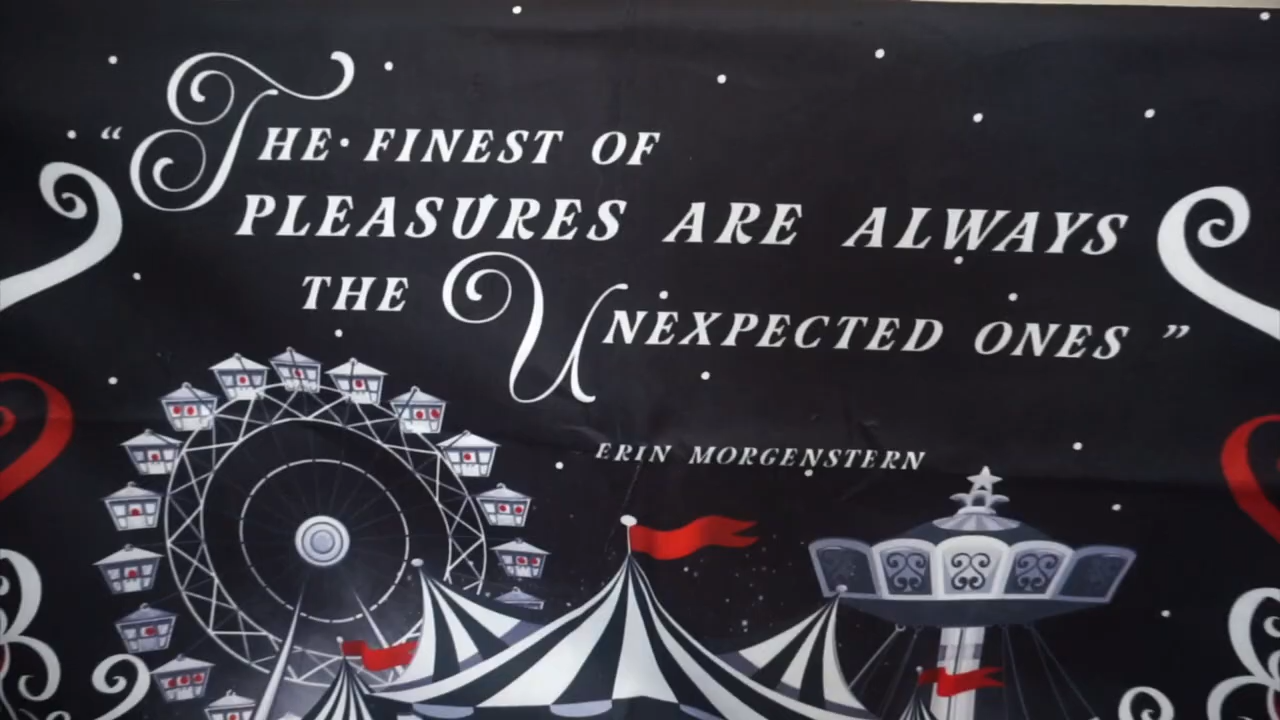 “THE FINEST OF
PLEASURES ARE ALWAYS
THE UNEXPECTED ONES”
ERIN MORGENSTERN